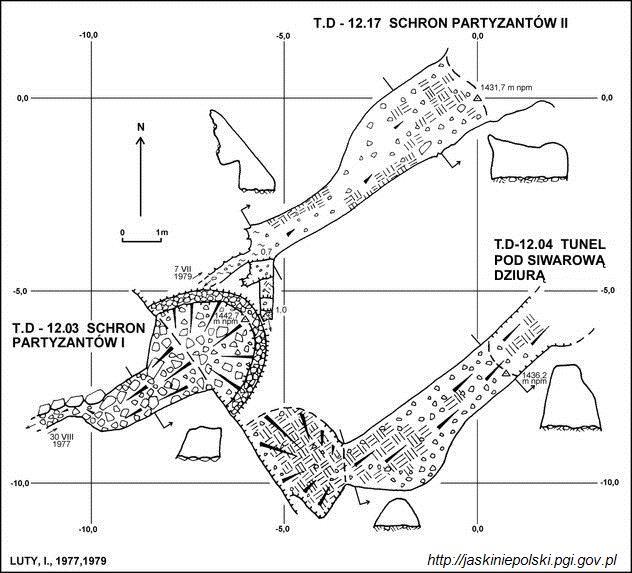 T.D - 12.17 SCHRON PARTYZANTÓW II
-10,0
-5,0
0,0
0,0
1431,7 m npm
0,0
N
0 1m
0,7
7 VII
1979
T.D-12.04 TUNEL
POD SIWAROWĄ
DZIURĄ
-5,0
-5,0
1,0
1442,7
m npm
T.D - 12.03 SCHRON
PARTYZANTÓW I
1436,2
m npm
30 VIII
1977
-10,0
-10,0
-10,0
-5,0
0,0
LUTY, I., 1977,1979
http://jaskiniepolski.pgi.gov.pl